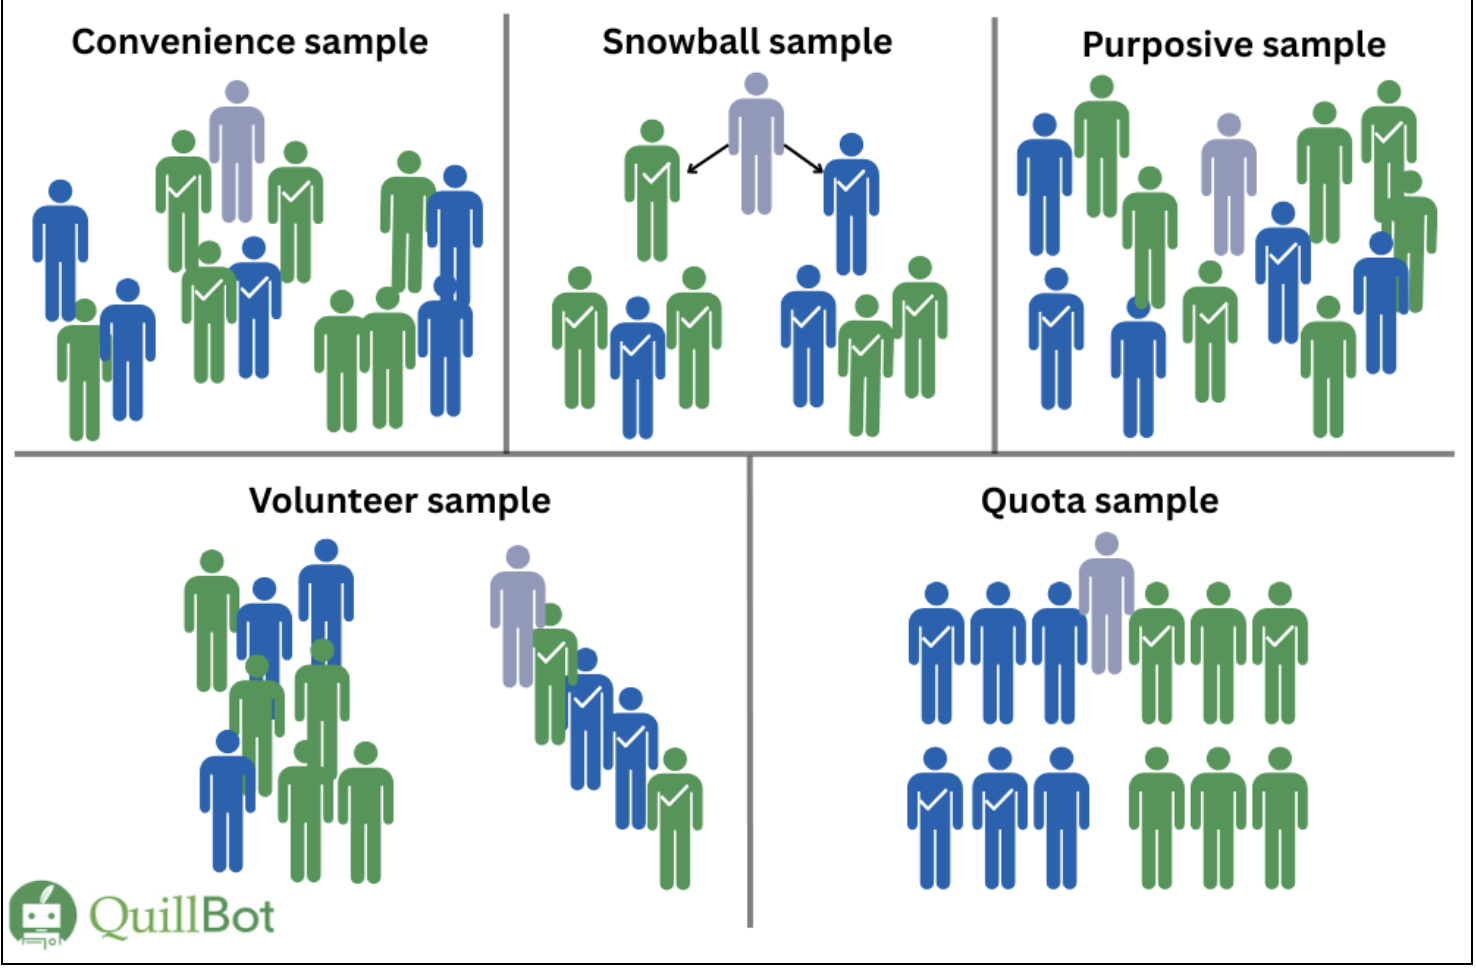 Convenience sample
Snowball sample
Purposive sample
Volunteer sample
Quota sample
QuillBot